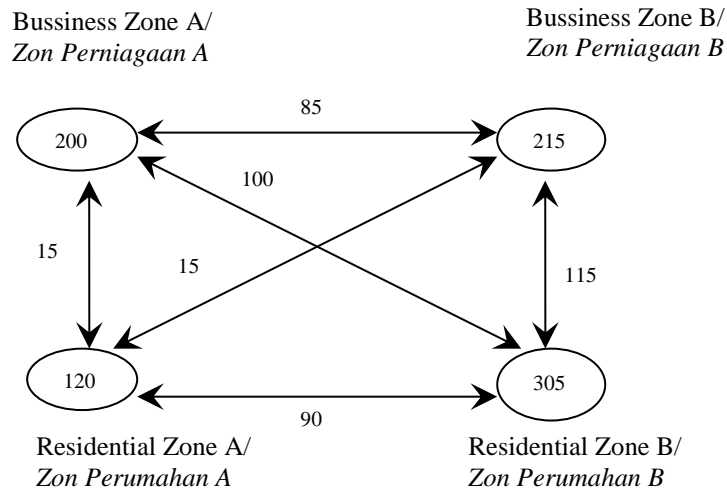 Bussiness Zone A/
Zon Perniagaan A
Bussiness Zone B/
Zon Perniagaan B
85
200
215
100
15
15
115
120
305
90
Residential Zone A/
Zon Perumahan A
Residential Zone B/
Zon Perumahan B